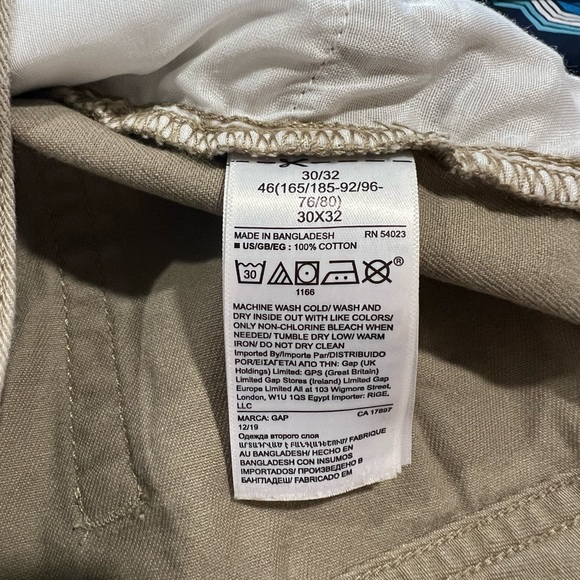 30/32
46(165/185-92/96-
76/80)
30X32
MADE IN BANGLADESH RN 54023
■ US/GB/EG : 100% COTTON
30 ®
1166
MACHINE WASH COLD/ WASH AND
DRY INSIDE OUT WITH LIKE COLORS/
ONLY NON-CHLORINE BLEACH WHEN
NEEDED/ TUMBLE DRY LOW/ WARM
IRON/ DO NOT DRY CLEAN
Imported By/Importe Par/DISTRIBUIDO
POR/ΕΙΣΑΓΕΤΑΙ ΑΠΟ ΤΗΝ: Gap (UK
Holdings) Limited: GPS (Great Britain)
Limited Gap Stores (Ireland) Limited Gap
Europe Limited All at 103 Wigmore Street,
London, W1U 1QS Egypt Importer: RIGE,
LLC
MARCA: GAP CA 17897
12/19
Одежда второго слоя
ԱՐՏԱԴՐՎԱԾ Է ԲԱՆԳԼԱԴԵՇՈՒՄ/ FABRIQUE
AU BANGLADESH/ HECHO EN
BANGLADESH CON INSUMOS
IMPORTADOS/ ПРОИЗВЕДЕНО В
БАНГЛАДЕШ/ FABRICADO EM